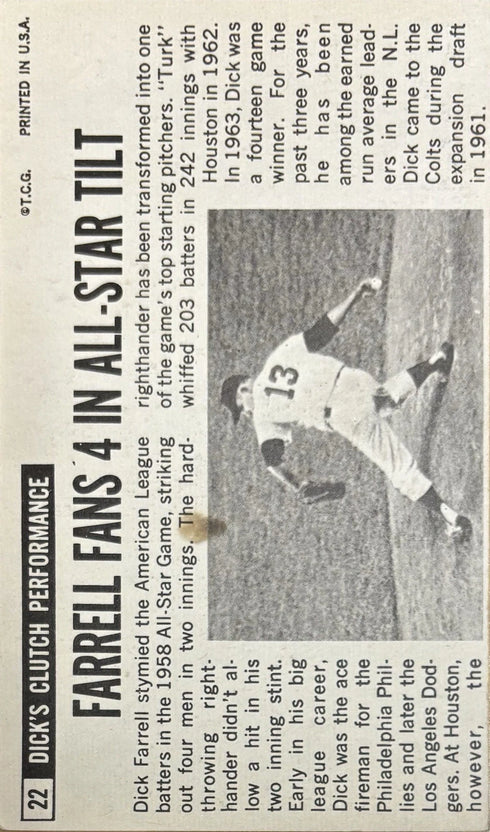 22 DICK'S CLUTCH PERFORMANCE ©T.C.G. PRINTED IN U.S.A.
FARRELL FANS 4 IN ALL-STAR TILT
Dick Farrell stymied the American League
batters in the 1958 All-Star Game, striking
out four men in two innings. The hard-
throwing right-
hander didn't al-
low a hit in his
two inning stint.
Early in his big
league career,
Dick was the ace
fireman for the
Philadelphia Phil-
lies and later the
Los Angeles Dod-
gers. At Houston,
however, the
righthander has been transformed into one
of the game's top starting pitchers. "Turk"
whiffed 203 batters in 242 innings with
Houston in 1962.
In 1963, Dick was
a fourteen game
winner. For the
past three years,
he has been
among the earned
run average lead-
ers in the N.L.
Dick came to the
Colts during the
expansion draft
in 1961.
13